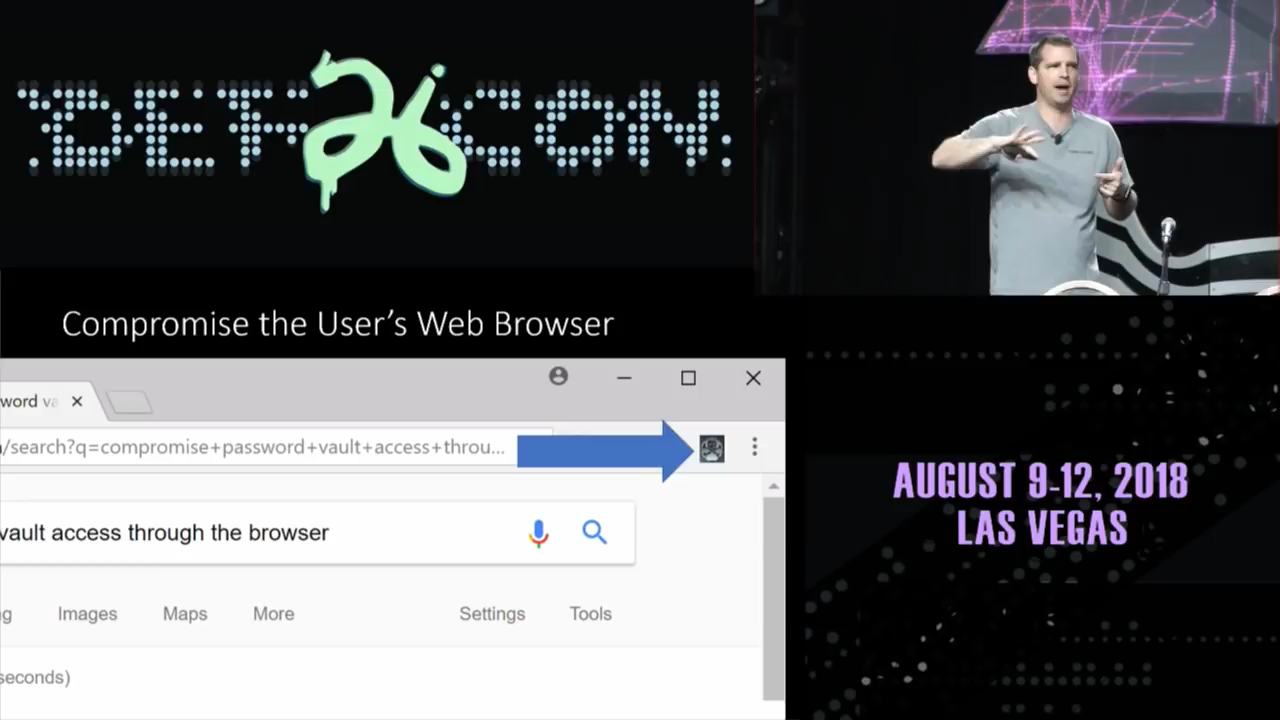 DEF 26 CON
Compromise the User's Web Browser
word va
/search?q=compromise+password+vault+access+throu...
vault access through the browser
Images Maps More Settings Tools
seconds)
AUGUST 9-12, 2018
LAS VEGAS